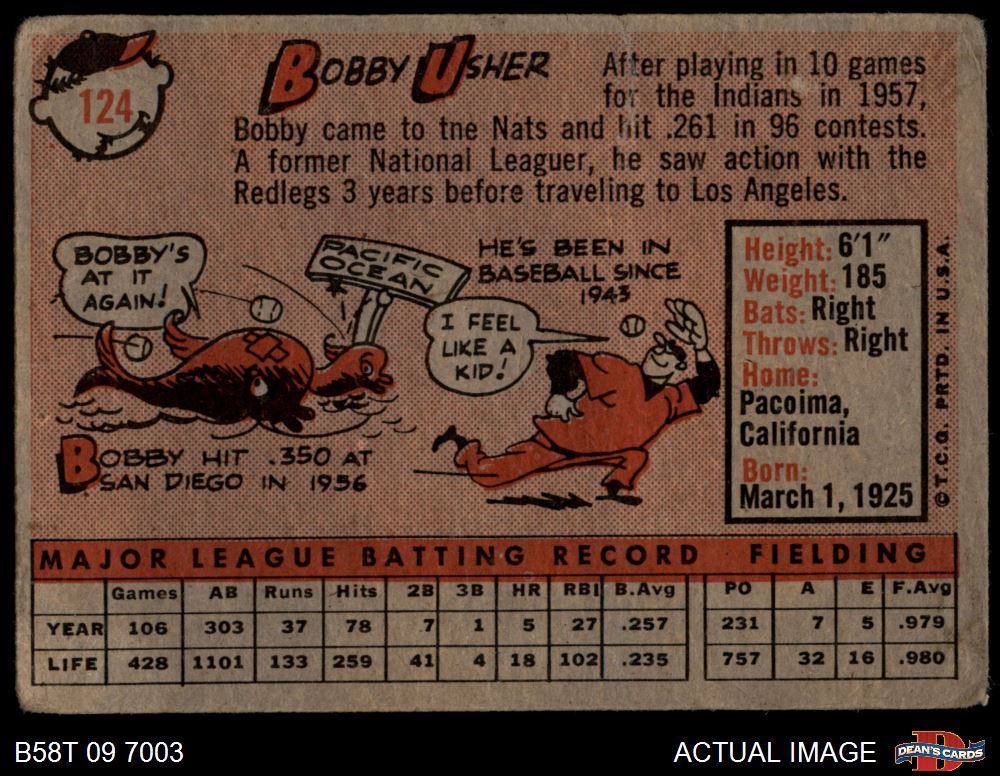 124
BOBBY USHER
After playing in 10 games
for the Indians in 1957,
Bobby came to tne Nats and hit .261 in 96 contests.
A former National Leaguer, he saw action with the
Redlegs 3 years before traveling to Los Angeles.
BOBBY'S
AT IT
AGAIN!
PACIFIC
OCEAN
HE'S BEEN IN
BASEBALL SINCE
1943
I FEEL
LIKE A
KID!
BOBBY HIT .350 AT
SAN DIEGO IN 1956
Height: 6'1"
Weight: 185
Bats: Right
Throws: Right
Home:
Pacoima,
California
Born:
March 1, 1925
©T.C.G. PRTD. IN U.S.A.
MAJOR LEAGUE BATTING RECORD FIELDING
Games AB Runs Hits 2B 3B HR RBI B.Avg PO A E F.Avg
YEAR 106 303 37 78 7 1 5 27 .257 231 7 5 .979
LIFE 428 1101 133 259 41 4 18 102 .235 757 32 16 .980
B58T 09 7003
ACTUAL IMAGE
DEAN'S CARDS